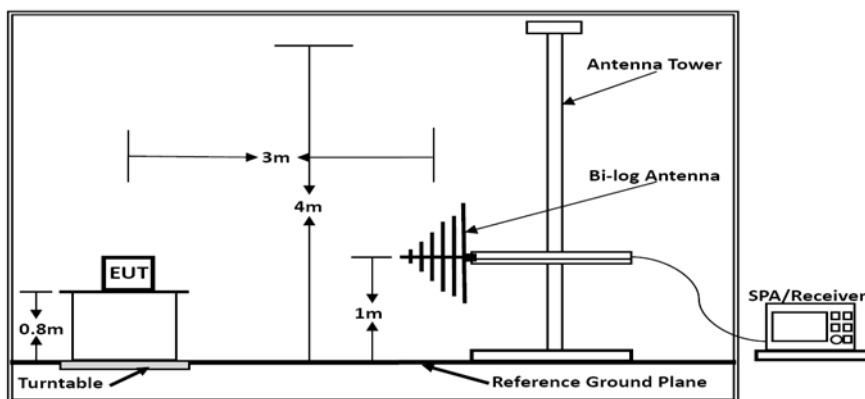 Antenna Tower
3m
Bi-log Antenna
4m
EUT
SPA/Receiver
0.8m
1m
Turntable
Reference Ground Plane